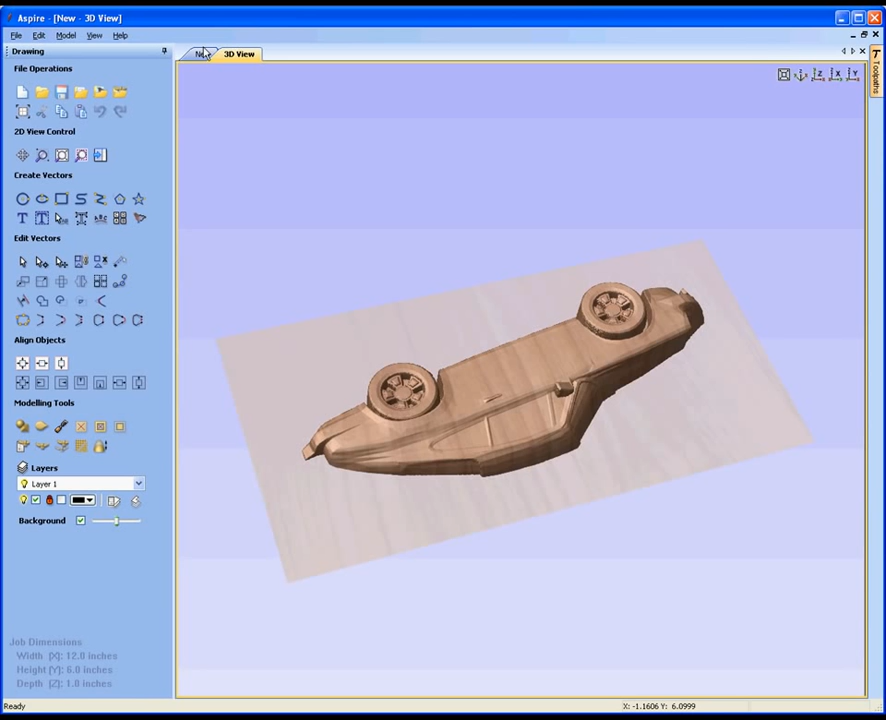 Aspire - [New - 3D View]
File Edit Model View Help
Drawing
3D View
File Operations
2D View Control
Create Vectors
Edit Vectors
Align Objects
Modelling Tools
Layers
Layer 1
Background
Job Dimensions
Width [X]: 12.0 inches
Height [Y]: 6.0 inches
Depth [Z]: 1.0 inches
Ready
X: -1.1606 Y: 6.0999
Toolpaths